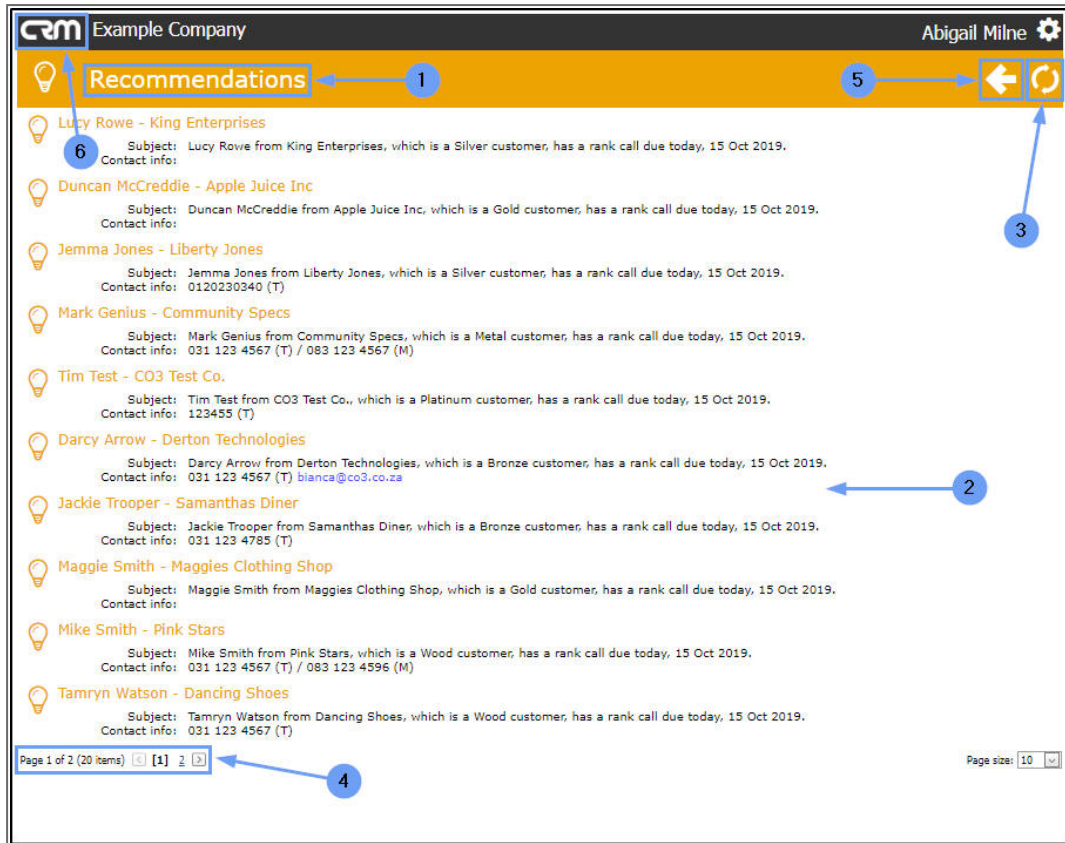 CRM Example Company Abigail Milne
Recommendations 1 5
Lucy Rowe - King Enterprises
6 Subject: Lucy Rowe from King Enterprises, which is a Silver customer, has a rank call due today, 15 Oct 2019.
Contact info:
Duncan McCreddie - Apple Juice Inc
Subject: Duncan McCreddie from Apple Juice Inc, which is a Gold customer, has a rank call due today, 15 Oct 2019.
Contact info:
3
Jemma Jones - Liberty Jones
Subject: Jemma Jones from Liberty Jones, which is a Silver customer, has a rank call due today, 15 Oct 2019.
Contact info: 0120230340 (T)
Mark Genius - Community Specs
Subject: Mark Genius from Community Specs, which is a Metal customer, has a rank call due today, 15 Oct 2019.
Contact info: 031 123 4567 (T) / 083 123 4567 (M)
Tim Test - CO3 Test Co.
Subject: Tim Test from CO3 Test Co., which is a Platinum customer, has a rank call due today, 15 Oct 2019.
Contact info: 123455 (T)
Darcy Arrow - Derton Technologies
Subject: Darcy Arrow from Derton Technologies, which is a Bronze customer, has a rank call due today, 15 Oct 2019.
Contact info: 031 123 4567 (T) bianca@co3.co.za
2
Jackie Trooper - Samanthas Diner
Subject: Jackie Trooper from Samanthas Diner, which is a Bronze customer, has a rank call due today, 15 Oct 2019.
Contact info: 031 123 4785 (T)
Maggie Smith - Maggies Clothing Shop
Subject: Maggie Smith from Maggies Clothing Shop, which is a Gold customer, has a rank call due today, 15 Oct 2019.
Contact info:
Mike Smith - Pink Stars
Subject: Mike Smith from Pink Stars, which is a Wood customer, has a rank call due today, 15 Oct 2019.
Contact info: 031 123 4567 (T) / 083 123 4596 (M)
Tamryn Watson - Dancing Shoes
Subject: Tamryn Watson from Dancing Shoes, which is a Wood customer, has a rank call due today, 15 Oct 2019.
Contact info: 031 123 4567 (T)
Page 1 of 2 (20 items) < [1] 2 > Page size: 10
4